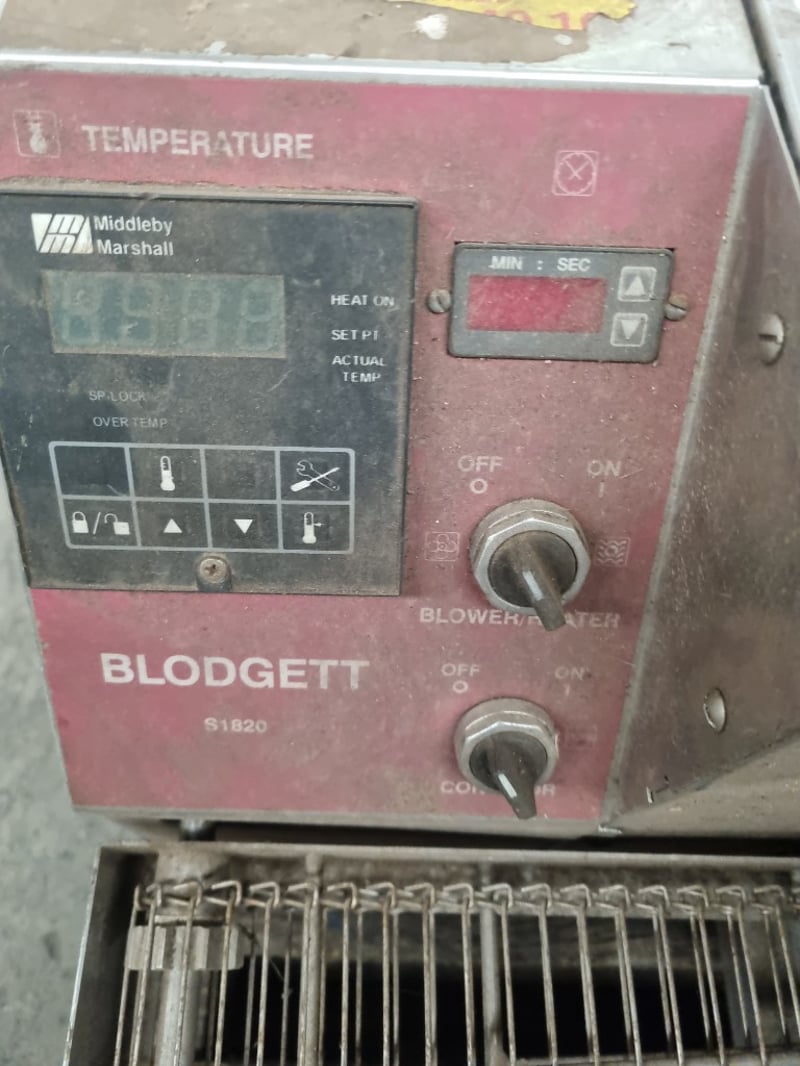 TEMPERATURE
Middleby
Marshall
HEAT ON
SET PT
ACTUAL
TEMP
SP LOCK
OVER TEMP
MIN : SEC
OFF ON
O I
BLOWER/HEATER
BLODGETT
S1820
OFF ON
O I